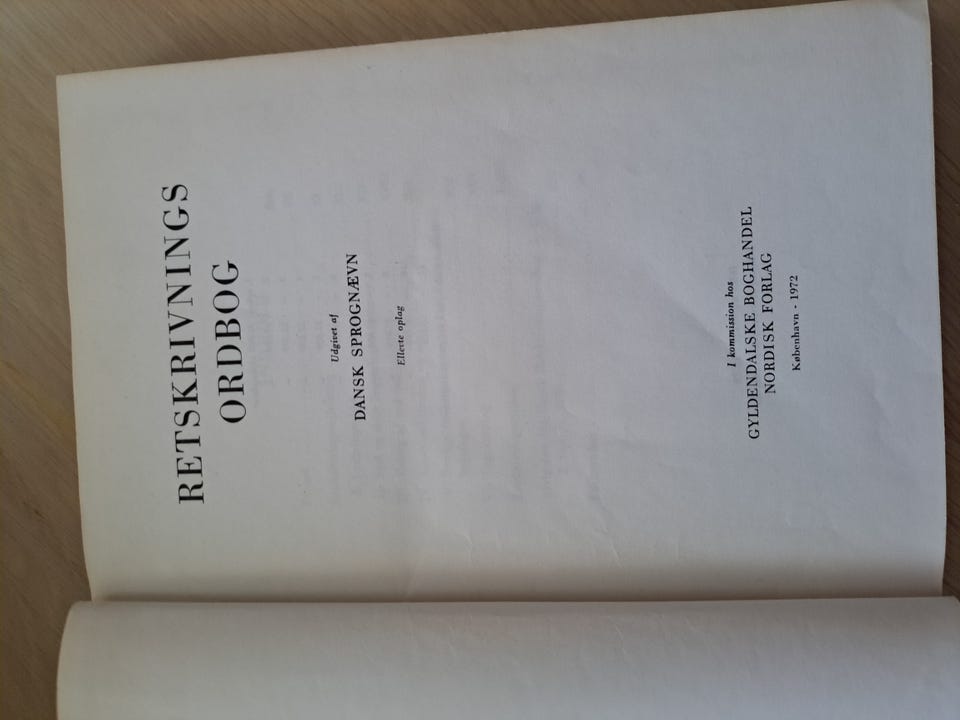 RETSKRIVNINGS
ORDBOG
Udgivet af
DANSK SPROGNÆVN
Ellevte oplag
I kommission hos
GYLDENDALSKE BOGHANDEL
NORDISK FORLAG
København - 1972